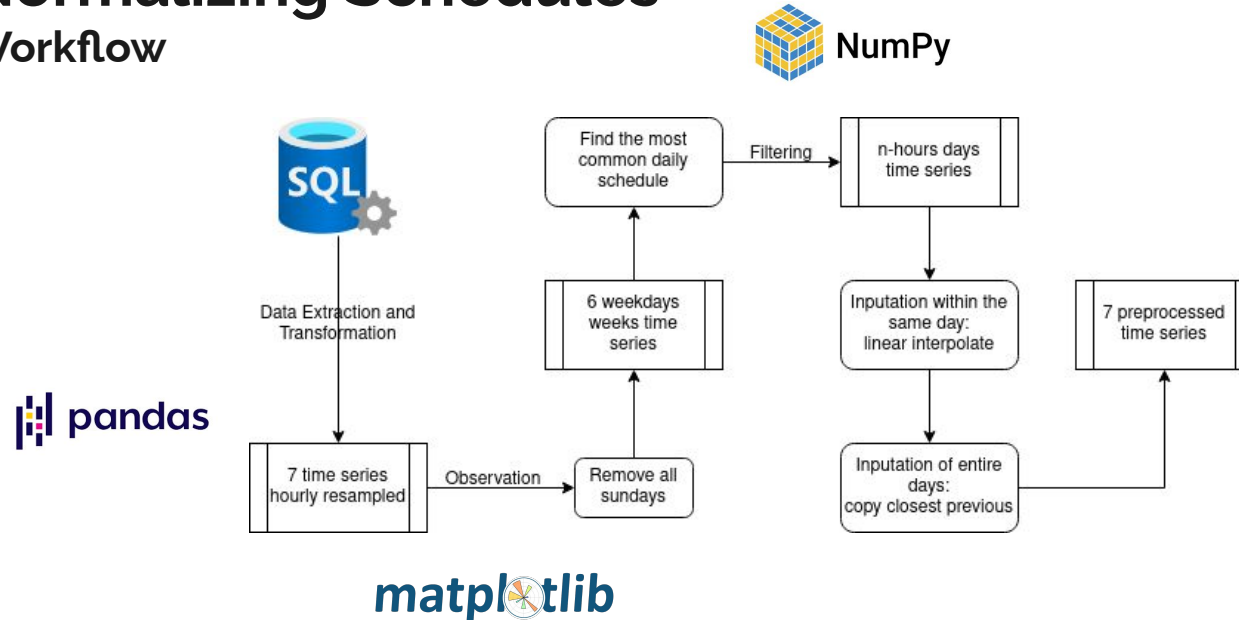 Normalizing Schedules
Workflow
NumPy
SQL
Find the most
common daily
schedule
Filtering
n-hours days
time series
Data Extraction and
Transformation
6 weekdays
weeks time
series
Inputation within the
same day:
linear interpolate
7 preprocessed
time series
pandas
7 time series
hourly resampled
Observation
Remove all
sundays
Inputation of entire
days:
copy closest previous
matplotlib